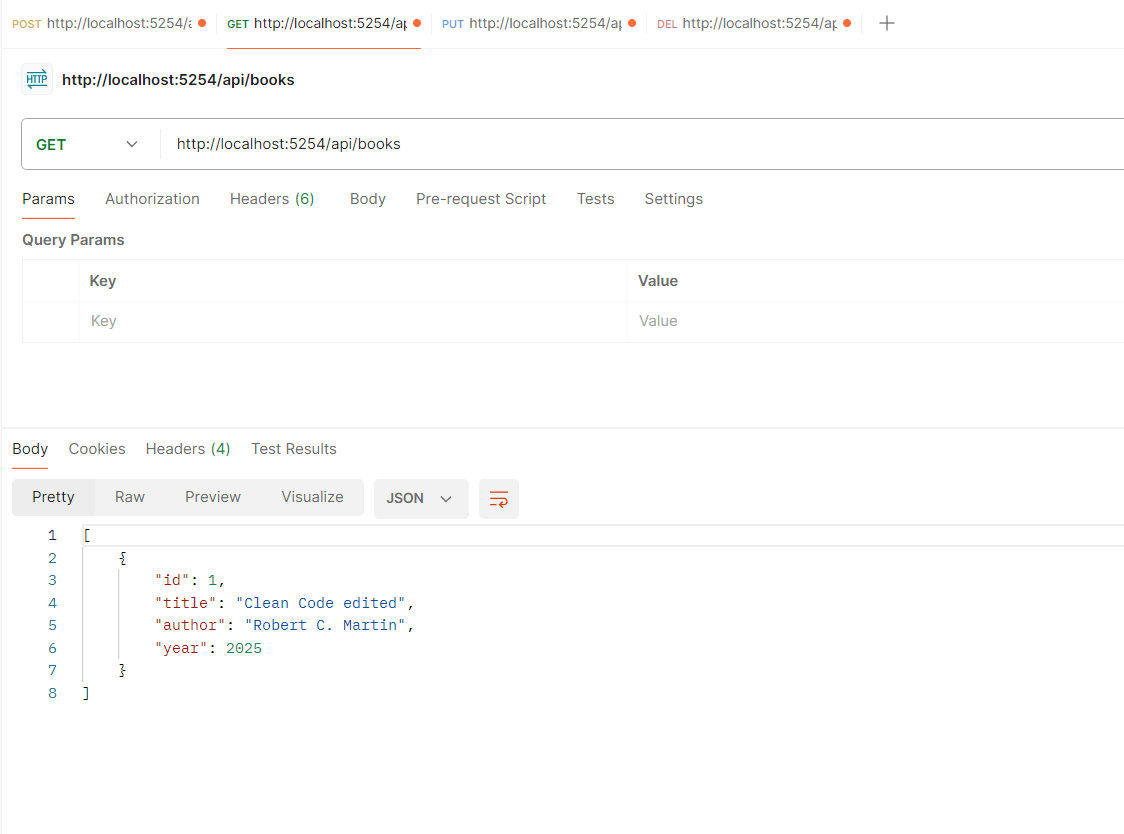 POST http://localhost:5254/a GET http://localhost:5254/ap PUT http://localhost:5254/ap DEL http://localhost:5254/ap
HTTP http://localhost:5254/api/books
GET http://localhost:5254/api/books
Params Authorization Headers (6) Body Pre-request Script Tests Settings
Query Params
Key Value
Key Value
Body Cookies Headers (4) Test Results
Pretty Raw Preview Visualize JSON
1 [
2 {
3 "id": 1,
4 "title": "Clean Code edited",
5 "author": "Robert C. Martin",
6 "year": 2025
7 }
8 ]